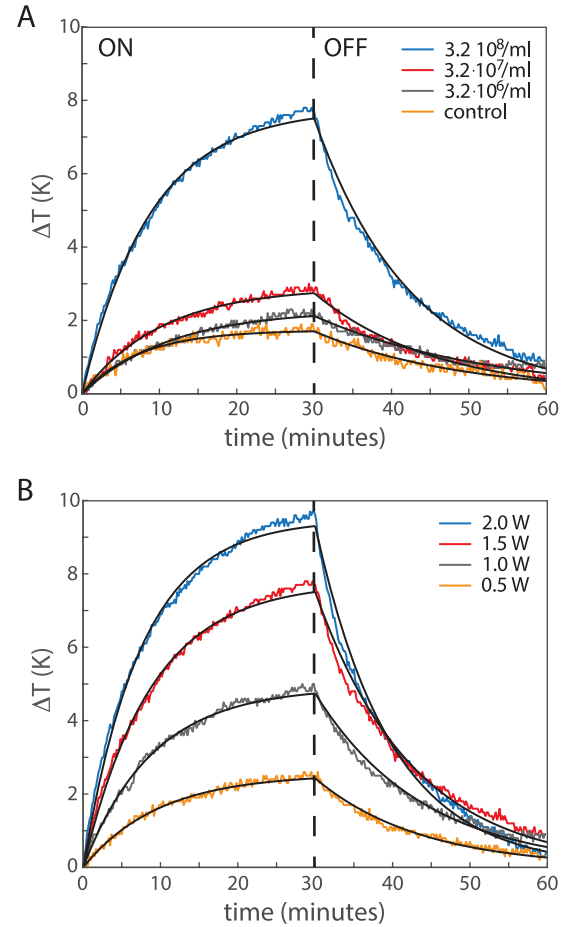 A
ON
OFF
3.2 10⁸/ml
3.2·10⁷/ml
3.2·10⁶/ml
control
10
8
6
4
2
0
ΔT (K)
0 10 20 30 40 50 60
time (minutes)
B
2.0 W
1.5 W
1.0 W
0.5 W
10
8
6
4
2
0
ΔT (K)
0 10 20 30 40 50 60
time (minutes)